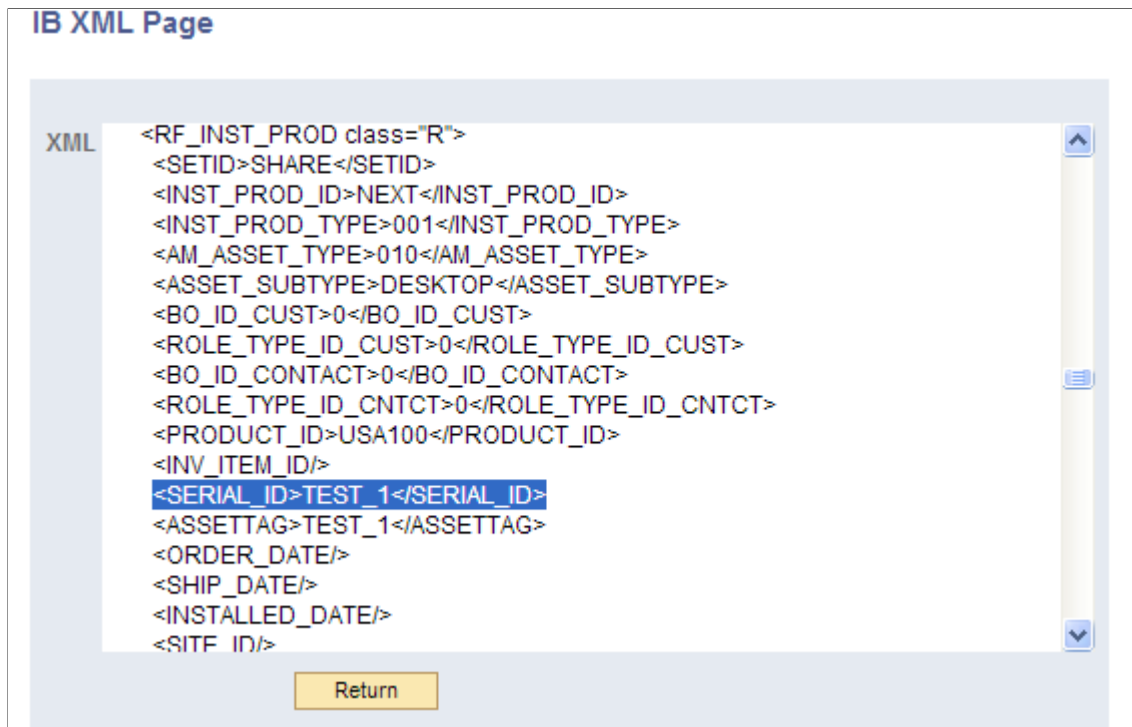 IB XML Page
XML
<RF_INST_PROD class="R">
<SETID>SHARE</SETID>
<INST_PROD_ID>NEXT</INST_PROD_ID>
<INST_PROD_TYPE>001</INST_PROD_TYPE>
<AM_ASSET_TYPE>010</AM_ASSET_TYPE>
<ASSET_SUBTYPE>DESKTOP</ASSET_SUBTYPE>
<BO_ID_CUST>0</BO_ID_CUST>
<ROLE_TYPE_ID_CUST>0</ROLE_TYPE_ID_CUST>
<BO_ID_CONTACT>0</BO_ID_CONTACT>
<ROLE_TYPE_ID_CNTCT>0</ROLE_TYPE_ID_CNTCT>
<PRODUCT_ID>USA100</PRODUCT_ID>
<INV_ITEM_ID/>
<SERIAL_ID>TEST_1</SERIAL_ID>
<ASSETTAG>TEST_1</ASSETTAG>
<ORDER_DATE/>
<SHIP_DATE/>
<INSTALLED_DATE/>
<SITE_ID/>
Return